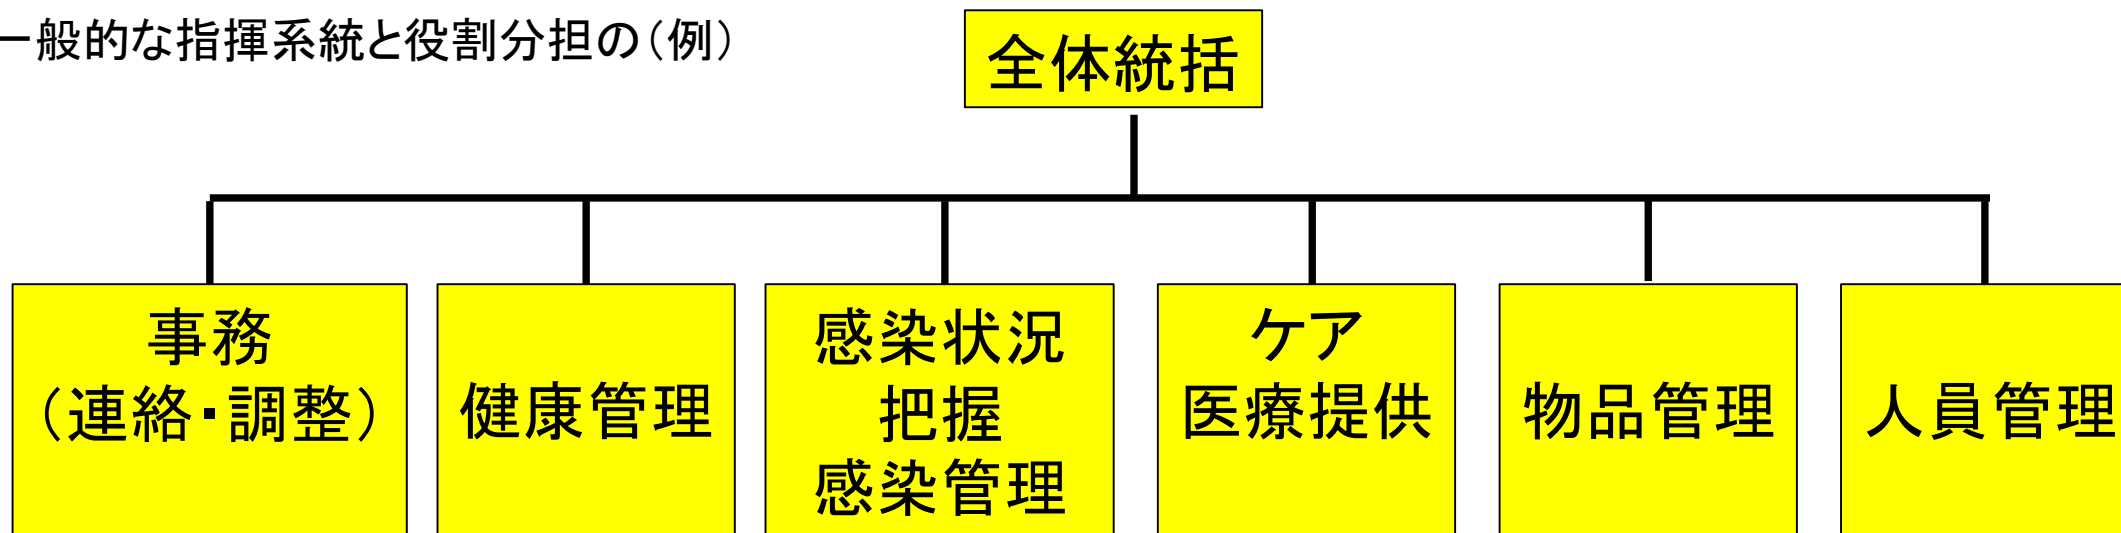 一般的な指揮系統と役割分担の（例）
全体統括
事務
（連絡・調整）
健康管理
感染状況
把握
感染管理
ケア
医療提供
物品管理
人員管理